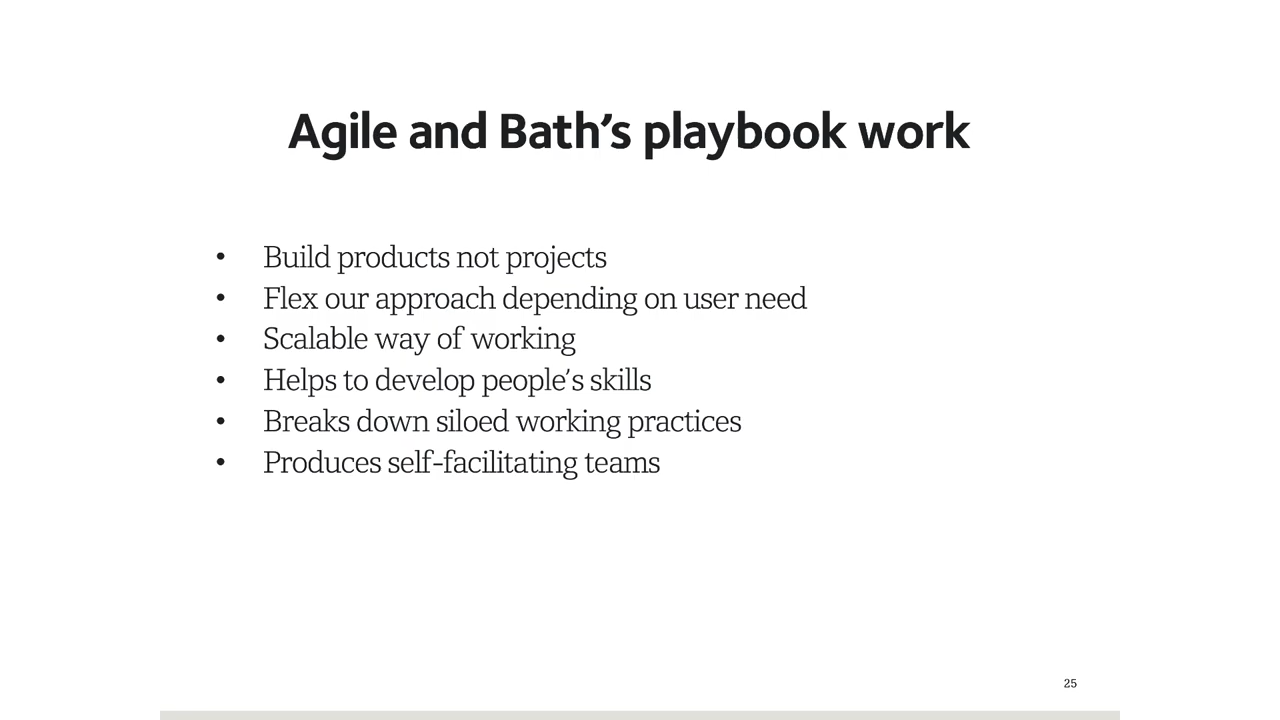 Agile and Bath’s playbook work
• Build products not projects
• Flex our approach depending on user need
• Scalable way of working
• Helps to develop people’s skills
• Breaks down siloed working practices
• Produces self-facilitating teams
25